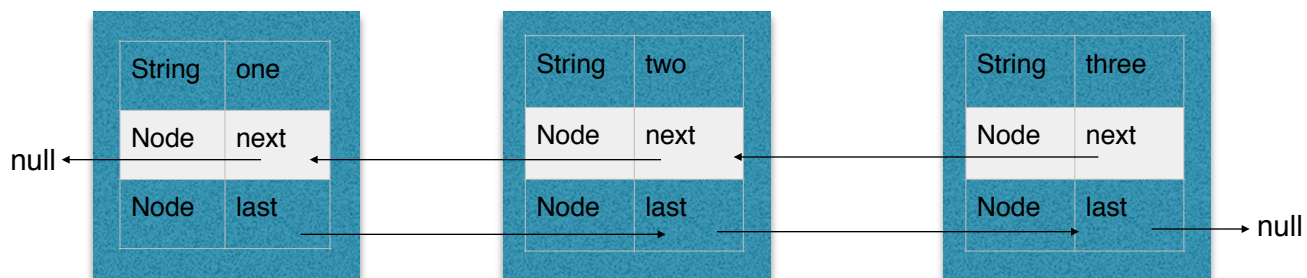 String one
Node next
Node last
String two
Node next
Node last
String three
Node next
Node last
null
null